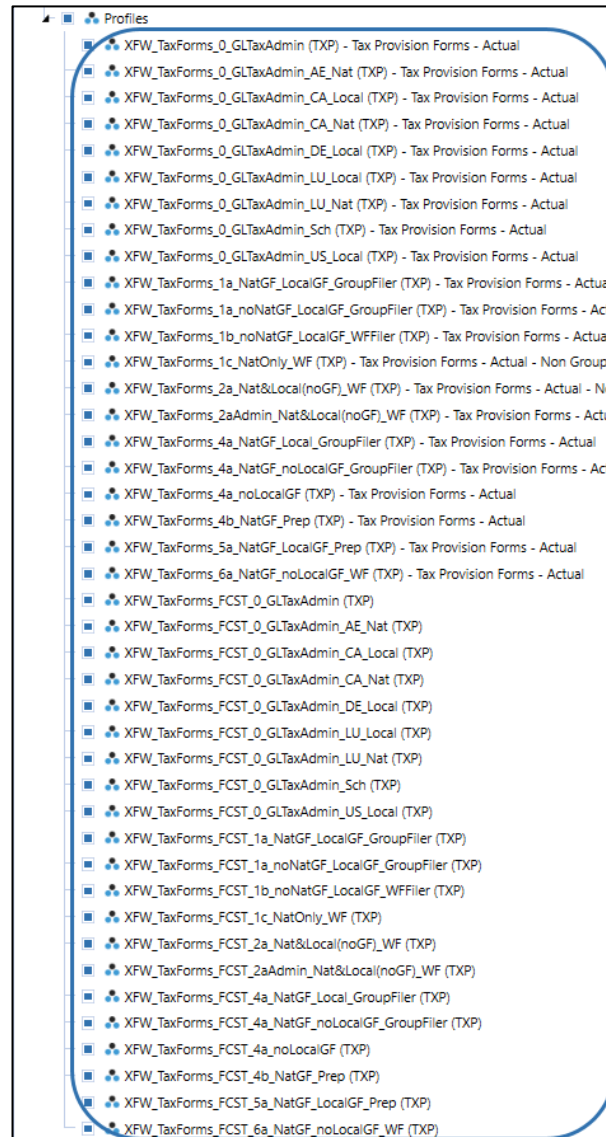 Profiles
XFW_TaxForms_0_GLTaxAdmin (TXP) - Tax Provision Forms - Actual
XFW_TaxForms_0_GLTaxAdmin_AE_Nat (TXP) - Tax Provision Forms - Actual
XFW_TaxForms_0_GLTaxAdmin_CA_Local (TXP) - Tax Provision Forms - Actual
XFW_TaxForms_0_GLTaxAdmin_CA_Nat (TXP) - Tax Provision Forms - Actual
XFW_TaxForms_0_GLTaxAdmin_DE_Local (TXP) - Tax Provision Forms - Actual
XFW_TaxForms_0_GLTaxAdmin_LU_Local (TXP) - Tax Provision Forms - Actual
XFW_TaxForms_0_GLTaxAdmin_LU_Nat (TXP) - Tax Provision Forms - Actual
XFW_TaxForms_0_GLTaxAdmin_Sch (TXP) - Tax Provision Forms - Actual
XFW_TaxForms_0_GLTaxAdmin_US_Local (TXP) - Tax Provision Forms - Actual
XFW_TaxForms_1a_NatGF_LocalGF_GroupFiler (TXP) - Tax Provision Forms - Actua
XFW_TaxForms_1a_noNatGF_LocalGF_GroupFiler (TXP) - Tax Provision Forms - Act
XFW_TaxForms_1b_noNatGF_LocalGF_WFFiler (TXP) - Tax Provision Forms - Actua
XFW_TaxForms_1c_NatOnly_WF (TXP) - Tax Provision Forms - Actual - Non Group
XFW_TaxForms_2a_Nat&Local(noGF)_WF (TXP) - Tax Provision Forms - Actual - No
XFW_TaxForms_2aAdmin_Nat&Local(noGF)_WF (TXP) - Tax Provision Forms - Actu
XFW_TaxForms_4a_NatGF_Local_GroupFiler (TXP) - Tax Provision Forms - Actual
XFW_TaxForms_4a_NatGF_noLocalGF_GroupFiler (TXP) - Tax Provision Forms - Act
XFW_TaxForms_4a_noLocalGF (TXP) - Tax Provision Forms - Actual
XFW_TaxForms_4b_NatGF_Prep (TXP) - Tax Provision Forms - Actual
XFW_TaxForms_5a_NatGF_LocalGF_Prep (TXP) - Tax Provision Forms - Actual
XFW_TaxForms_6a_NatGF_noLocalGF_WF (TXP) - Tax Provision Forms - Actual
XFW_TaxForms_FCST_0_GLTaxAdmin (TXP)
XFW_TaxForms_FCST_0_GLTaxAdmin_AE_Nat (TXP)
XFW_TaxForms_FCST_0_GLTaxAdmin_CA_Local (TXP)
XFW_TaxForms_FCST_0_GLTaxAdmin_CA_Nat (TXP)
XFW_TaxForms_FCST_0_GLTaxAdmin_DE_Local (TXP)
XFW_TaxForms_FCST_0_GLTaxAdmin_LU_Local (TXP)
XFW_TaxForms_FCST_0_GLTaxAdmin_LU_Nat (TXP)
XFW_TaxForms_FCST_0_GLTaxAdmin_Sch (TXP)
XFW_TaxForms_FCST_0_GLTaxAdmin_US_Local (TXP)
XFW_TaxForms_FCST_1a_NatGF_LocalGF_GroupFiler (TXP)
XFW_TaxForms_FCST_1a_noNatGF_LocalGF_GroupFiler (TXP)
XFW_TaxForms_FCST_1b_noNatGF_LocalGF_WFFiler (TXP)
XFW_TaxForms_FCST_1c_NatOnly_WF (TXP)
XFW_TaxForms_FCST_2a_Nat&Local(noGF)_WF (TXP)
XFW_TaxForms_FCST_2aAdmin_Nat&Local(noGF)_WF (TXP)
XFW_TaxForms_FCST_4a_NatGF_Local_GroupFiler (TXP)
XFW_TaxForms_FCST_4a_NatGF_noLocalGF_GroupFiler (TXP)
XFW_TaxForms_FCST_4a_noLocalGF (TXP)
XFW_TaxForms_FCST_4b_NatGF_Prep (TXP)
XFW_TaxForms_FCST_5a_NatGF_LocalGF_Prep (TXP)
XFW_TaxForms_FCST_6a_NatGF_noLocalGF_WF (TXP)